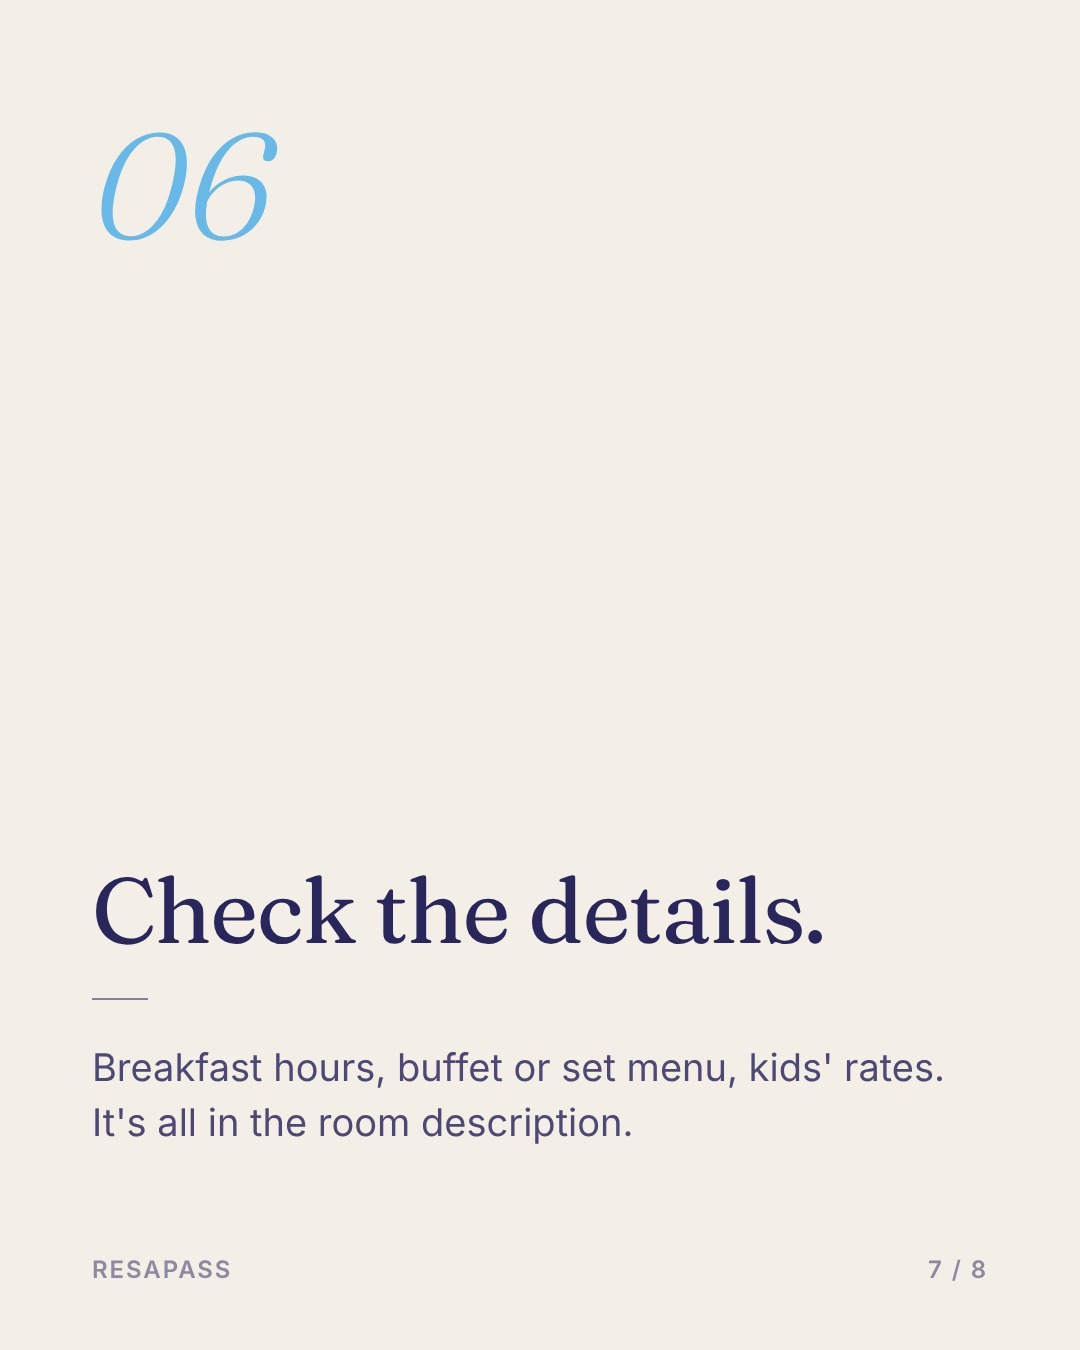 06
Check the details.
Breakfast hours, buffet or set menu, kids' rates.
It's all in the room description.
RESAPASS
7 / 8